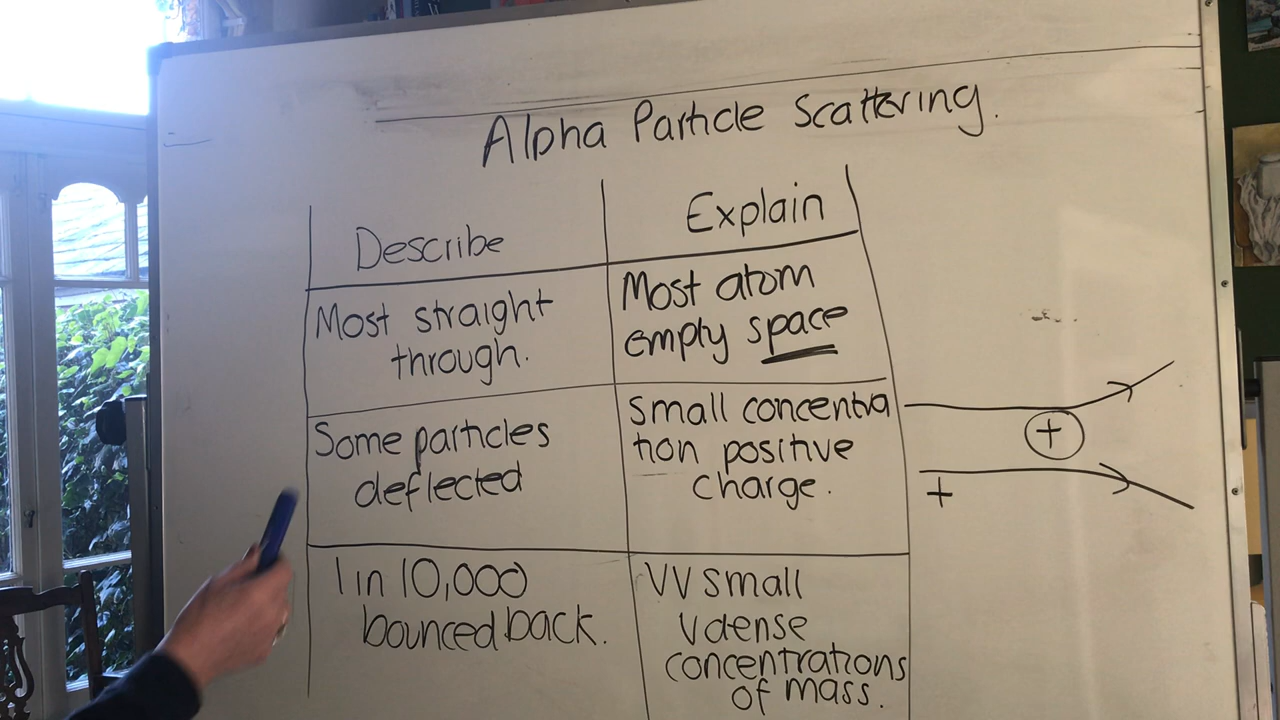 Alpha Particle Scattering.
Describe
Explain
Most straight
through.
Most atom
empty space
Some particles
deflected
Small concentra
tion positive
charge.
1 in 10,000
bounced back.
VV small
V dense
concentrations
of mass.
+
+